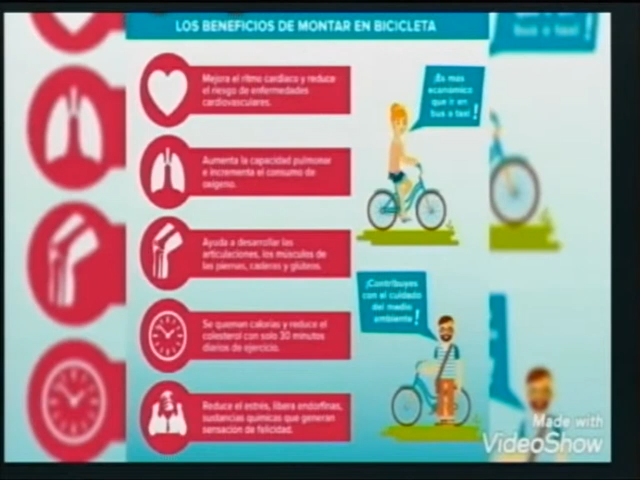 LOS BENEFICIOS DE MONTAR EN BICICLETA
Mejora el ritmo cardiaco y reduce
el riesgo de enfermedades
cardiovasculares.
¡Es mas
económico
que ir en
bus o taxi !
Aumenta la capacidad pulmonar
e incrementa el consumo de
oxígeno.
Ayuda a desarrollar las
articulaciones, los músculos de
las piernas, caderas y glúteos.
¡Contribuyes
con el cuidado
del medio
ambiente !
Se queman calorías y reduce el
colesterol con solo 30 minutos
diarios de ejercicio.
Reduce el estrés, libera endorfinas,
sustancias químicas que generan
sensación de felicidad.
bus o taxi!
Made with
VideoShow